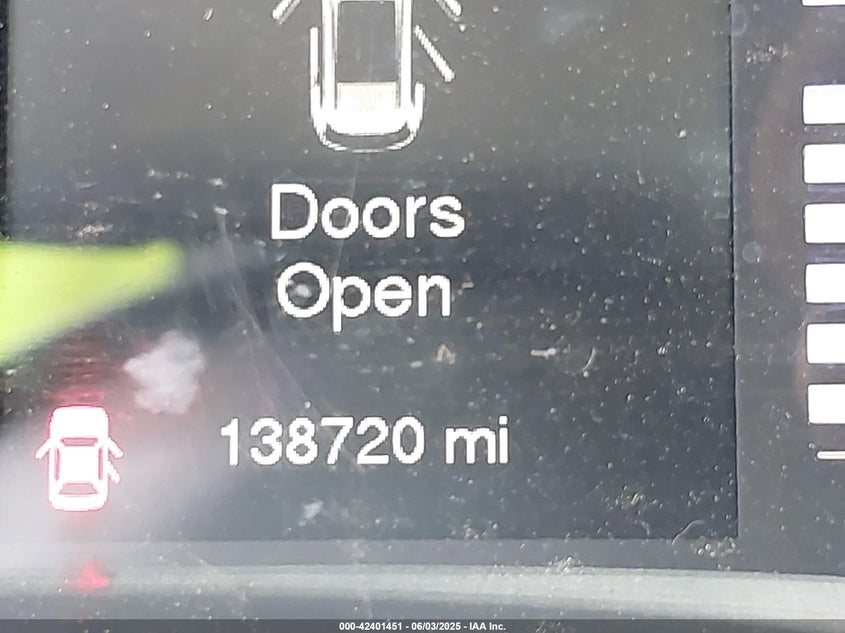 Doors
Open
138720 mi
000-42401451 - 06/03/2025 - IAA Inc.